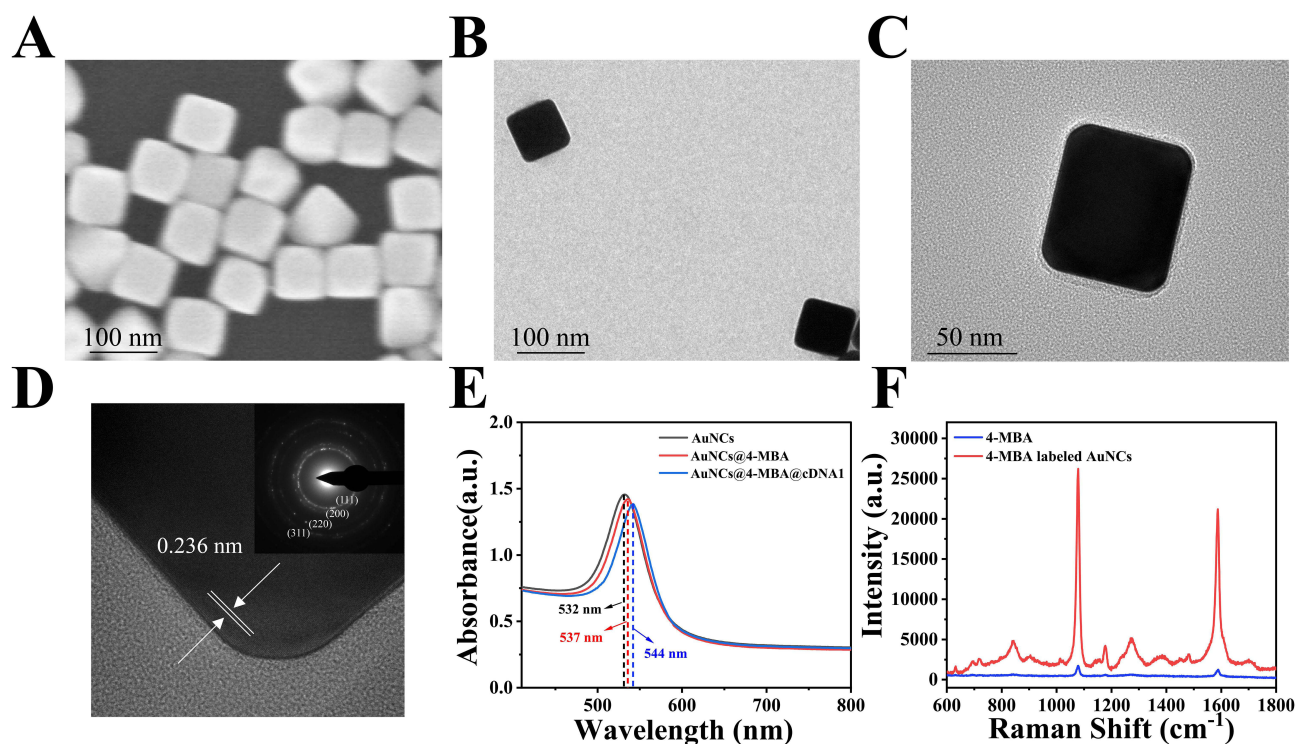 A
B
C
100 nm
100 nm
50 nm
D
E
F
0.236 nm
(111)
(200)
(220)
(311)
Absorbance(a.u.)
2.0
1.5
1.0
0.5
0.0
AuNCs
AuNCs@4-MBA
AuNCs@4-MBA@cDNA1
532 nm
537 nm
544 nm
500 600 700 800
Wavelength (nm)
Intensity (a.u.)
30000
25000
20000
15000
10000
5000
0
4-MBA
4-MBA labeled AuNCs
600 800 1000 1200 1400 1600 1800
Raman Shift (cm⁻¹)